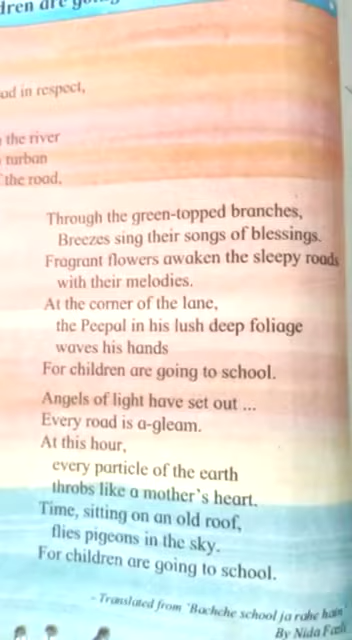 dren are
ad in respect,
the river
turban
the road,
Through the green-topped branches,
Breezes sing their songs of blessings.
Fragrant flowers awaken the sleepy roads
with their melodies.
At the corner of the lane,
the Peepal in his lush deep foliage
waves his hands
For children are going to school.
Angels of light have set out ...
Every road is a-gleam.
At this hour,
every particle of the earth
throbs like a mother's heart.
Time, sitting on an old roof,
flies pigeons in the sky.
For children are going to school.
- Translated from 'Bachche school ja rahe hain'
By Nida